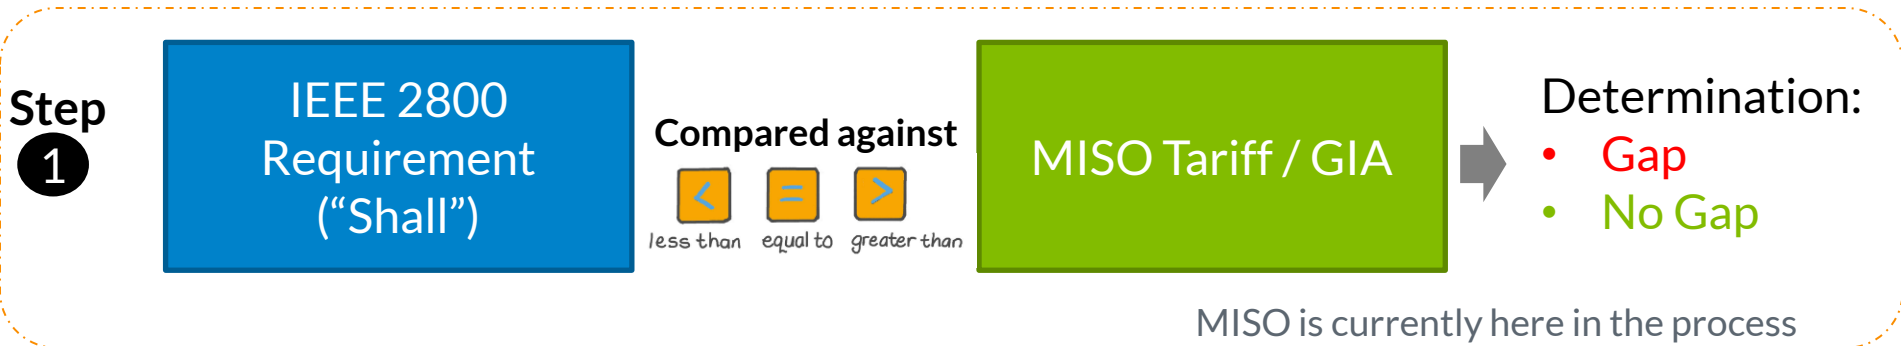 Step
1
IEEE 2800
Requirement
(“Shall”)
Compared against
< = >
less than equal to greater than
MISO Tariff / GIA
Determination:
• Gap
• No Gap
MISO is currently here in the process